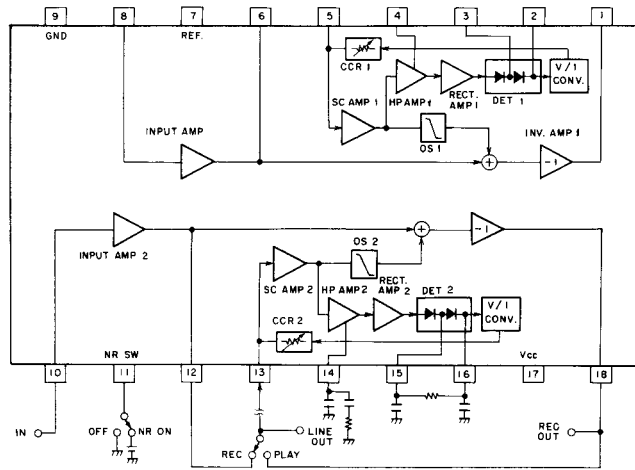 9 8 7 6 5 4 3 2 1
GND REF.
CCR 1
V/I
CONV.
SC AMP 1 HP AMP 1 RECT. AMP 1 DET 1
INPUT AMP OS 1 INV. AMP 1
+ -1
INPUT AMP 2 OS 2 + -1
SC AMP 2 HP AMP 2 RECT. AMP 2 DET 2
CCR 2
V/I
CONV.
NR SW Vcc
10 11 12 13 14 15 16 17 18
IN OFF NR ON REC PLAY LINE OUT REC OUT